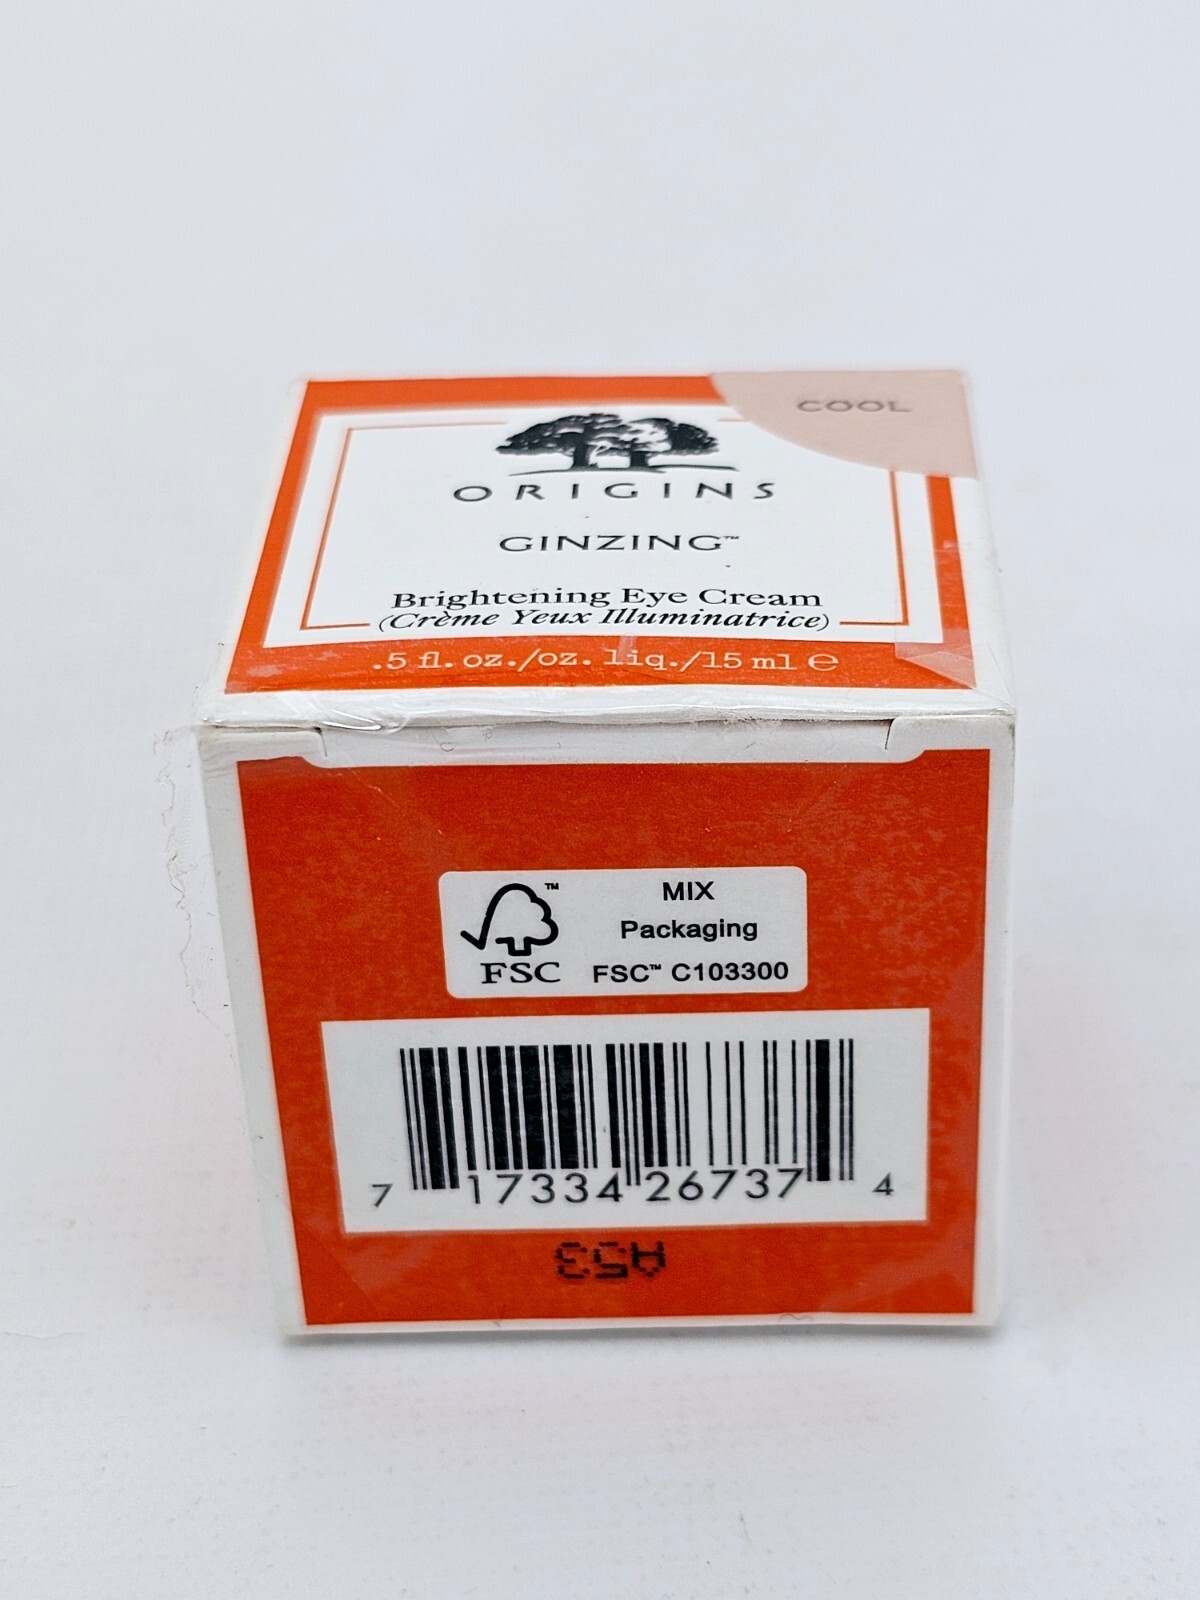 COOL
ORIGINS
GINZING™
Brightening Eye Cream
(Crème Yeux Illuminatrice)
.5 fl. oz./oz. liq./15 ml ℮
™
FSC
MIX
Packaging
FSC™ C103300
7 17334 26737 4
A53